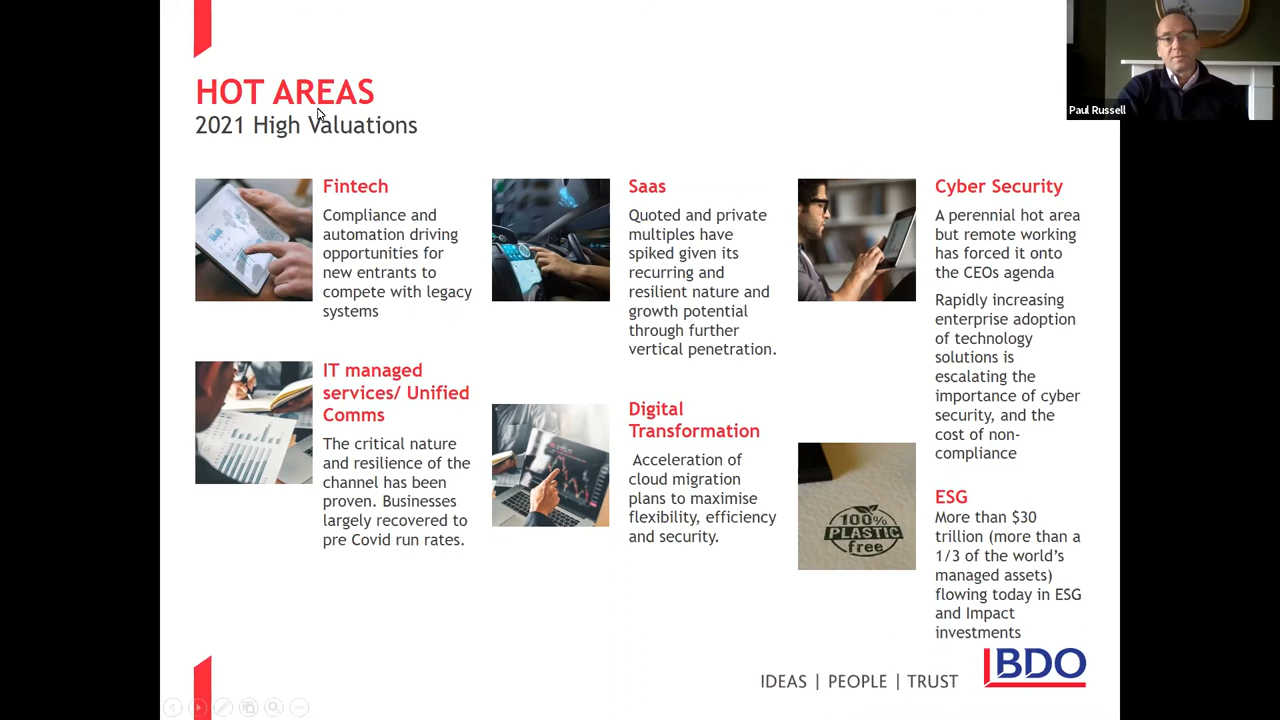 HOT AREAS
2021 High Valuations
Paul Russell
Fintech
Compliance and
automation driving
opportunities for
new entrants to
compete with legacy
systems
Saas
Quoted and private
multiples have
spiked given its
recurring and
resilient nature and
growth potential
through further
vertical penetration.
Cyber Security
A perennial hot area
but remote working
has forced it onto
the CEOs agenda
Rapidly increasing
enterprise adoption
of technology
solutions is
escalating the
importance of cyber
security, and the
cost of non-
compliance
IT managed
services/ Unified
Comms
The critical nature
and resilience of the
channel has been
proven. Businesses
largely recovered to
pre Covid run rates.
Digital
Transformation
Acceleration of
cloud migration
plans to maximise
flexibility, efficiency
and security.
100%
PLASTIC
free
ESG
More than $30
trillion (more than a
1/3 of the world's
managed assets)
flowing today in ESG
and Impact
investments
IDEAS | PEOPLE | TRUST
BDO